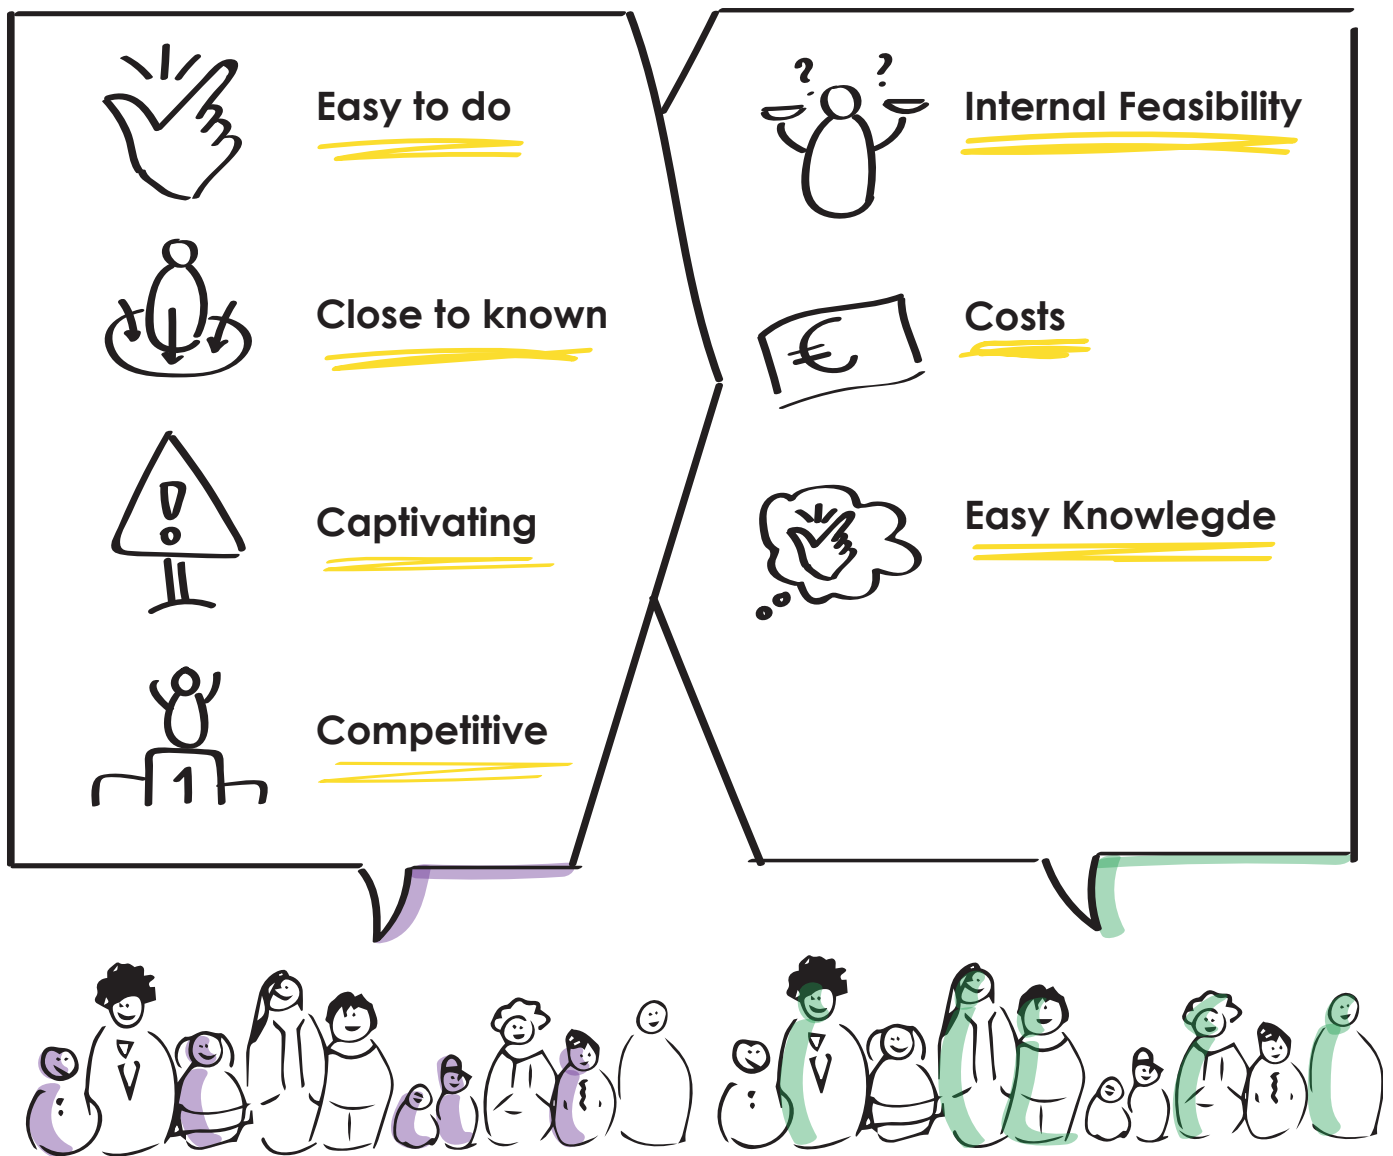 Easy to do
Close to known
!
Captivating
1
Competitive
? ?
Internal Feasibility
€
Costs
Easy Knowlegde